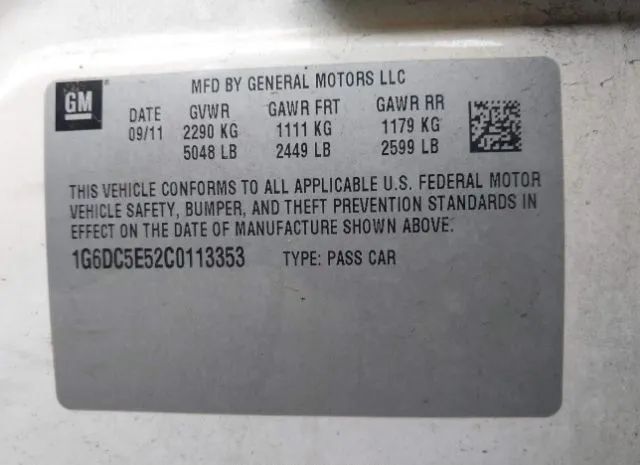 MFD BY GENERAL MOTORS LLC
GM
DATE GVWR GAWR FRT GAWR RR
09/11 2290 KG 1111 KG 1179 KG
5048 LB 2449 LB 2599 LB
THIS VEHICLE CONFORMS TO ALL APPLICABLE U.S. FEDERAL MOTOR
VEHICLE SAFETY, BUMPER, AND THEFT PREVENTION STANDARDS IN
EFFECT ON THE DATE OF MANUFACTURE SHOWN ABOVE.
1G6DC5E52C0113353 TYPE: PASS CAR